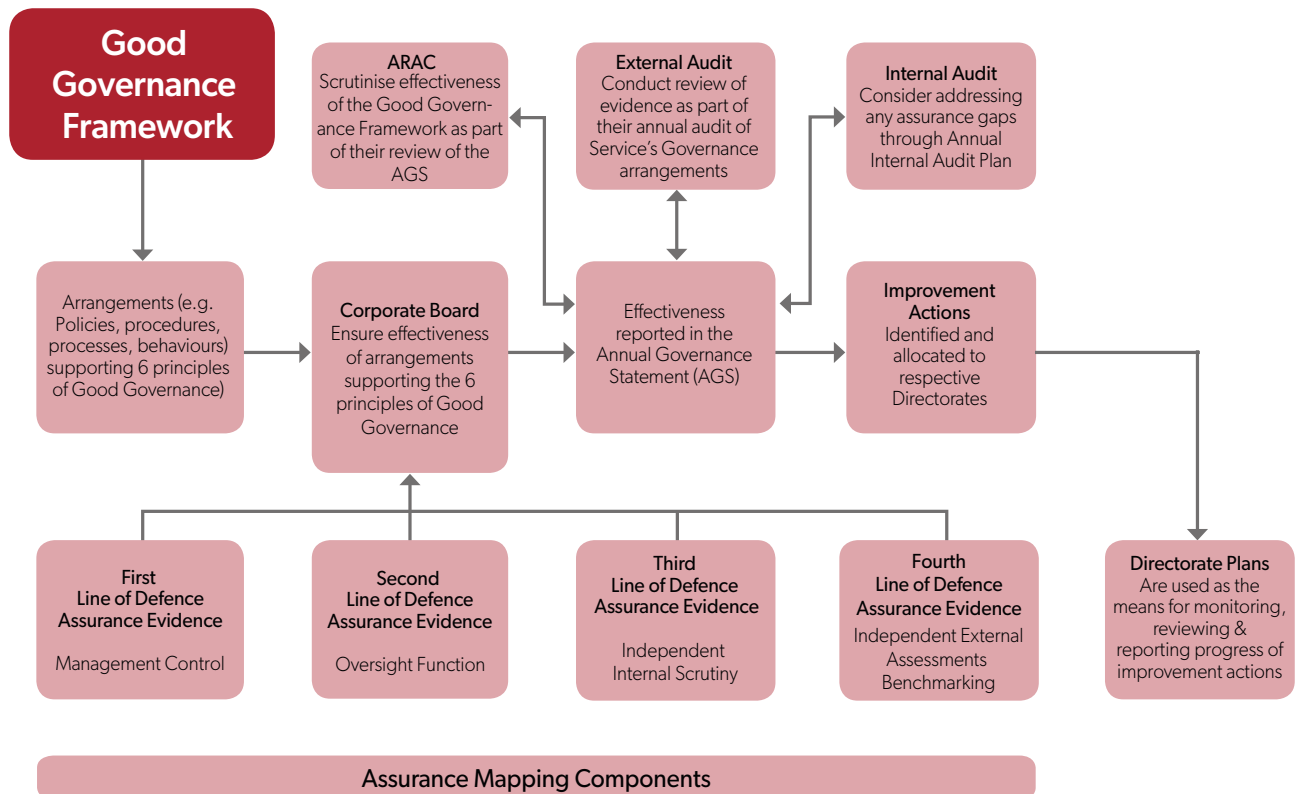 Good
Governance
Framework
ARAC
Scrutinise effectiveness
of the Good Govern-
ance Framework as part
of their review of the
AGS
External Audit
Conduct review of
evidence as part of
their annual audit of
Service's Governance
arrangements
Internal Audit
Consider addressing
any assurance gaps
through Annual
Internal Audit Plan
Arrangements (e.g.
Policies, procedures,
processes, behaviours)
supporting 6 principles
of Good Governance)
Corporate Board
Ensure effectiveness
of arrangements
supporting the 6
principles of Good
Governance
Effectiveness
reported in the
Annual Governance
Statement (AGS)
Improvement
Actions
Identified and
allocated to
respective
Directorates
First
Line of Defence
Assurance Evidence
Management Control
Second
Line of Defence
Assurance Evidence
Oversight Function
Third
Line of Defence
Assurance Evidence
Independent
Internal Scrutiny
Fourth
Line of Defence
Assurance Evidence
Independent External
Assessments
Benchmarking
Directorate Plans
Are used as the
means for monitoring,
reviewing &
reporting progress of
improvement actions
Assurance Mapping Components